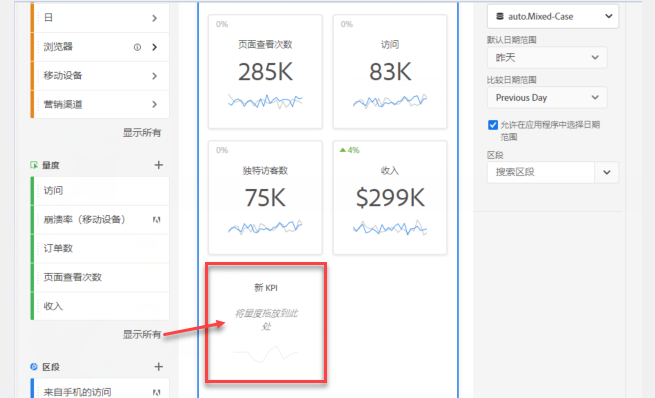 日
浏览器
移动设备
营销渠道
显示所有
量度
访问
崩溃率（移动设备）
订单数
页面查看次数
收入
显示所有
区段
来自手机的访问
0%
页面查看次数
285K
0%
访问
83K
0%
独特访客数
75K
4%
收入
$299K
新 KPI
将量度拖放到此
处
auto.Mixed-Case
默认日期范围
昨天
比较日期范围
Previous Day
允许在应用程序中选择日期
范围
区段
搜索区段